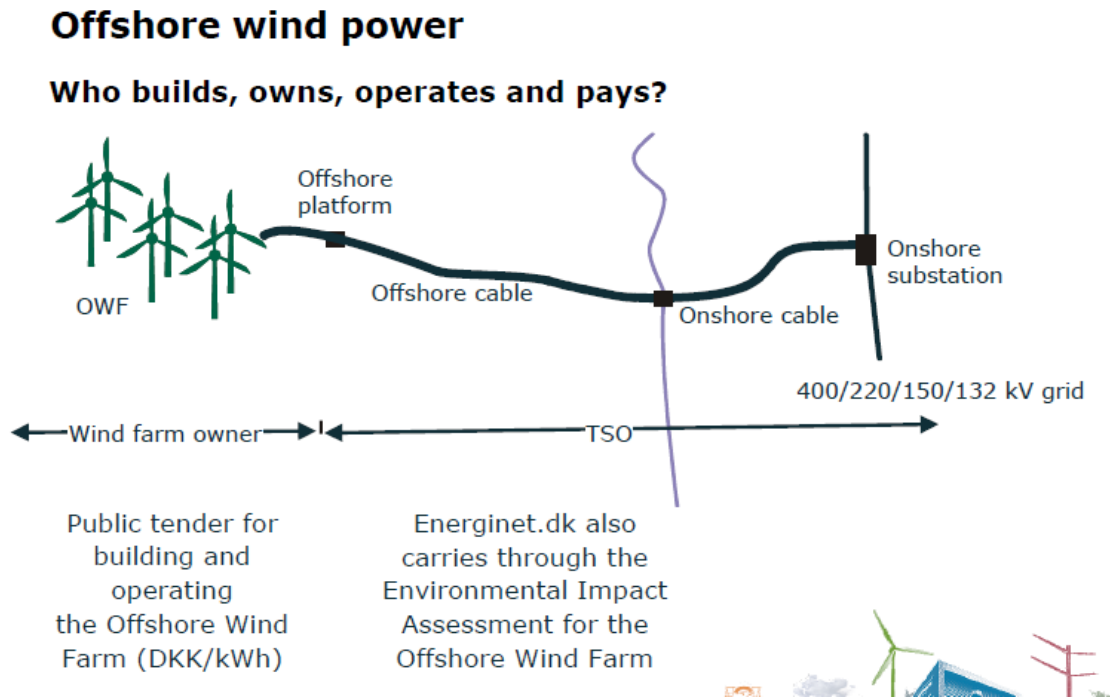 Offshore wind power
Who builds, owns, operates and pays?
Offshore
platform
OWF
Offshore cable
Onshore cable
Onshore
substation
400/220/150/132 kV grid
Wind farm owner
TSO
Public tender for
building and
operating
the Offshore Wind
Farm (DKK/kWh)
Energinet.dk also
carries through the
Environmental Impact
Assessment for the
Offshore Wind Farm